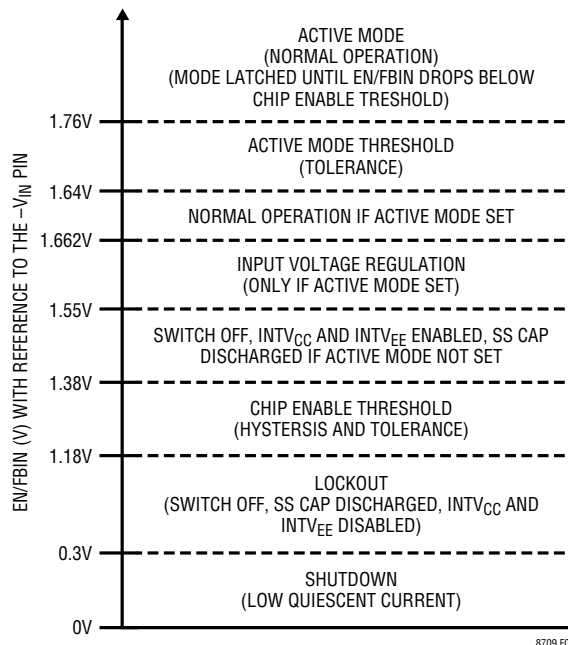 ACTIVE MODE
(NORMAL OPERATION)
(MODE LATCHED UNTIL EN/FBIN DROPS BELOW
CHIP ENABLE TRESHOLD)
1.76V
ACTIVE MODE THRESHOLD
(TOLERANCE)
1.64V
NORMAL OPERATION IF ACTIVE MODE SET
1.662V
INPUT VOLTAGE REGULATION
(ONLY IF ACTIVE MODE SET)
1.55V
SWITCH OFF, INTVCC AND INTVEE ENABLED, SS CAP
DISCHARGED IF ACTIVE MODE NOT SET
1.38V
CHIP ENABLE THRESHOLD
(HYSTERSIS AND TOLERANCE)
1.18V
LOCKOUT
(SWITCH OFF, SS CAP DISCHARGED, INTVCC AND
INTVEE DISABLED)
0.3V
SHUTDOWN
(LOW QUIESCENT CURRENT)
0V
EN/FBIN (V) WITH REFERENCE TO THE –VIN PIN
8709